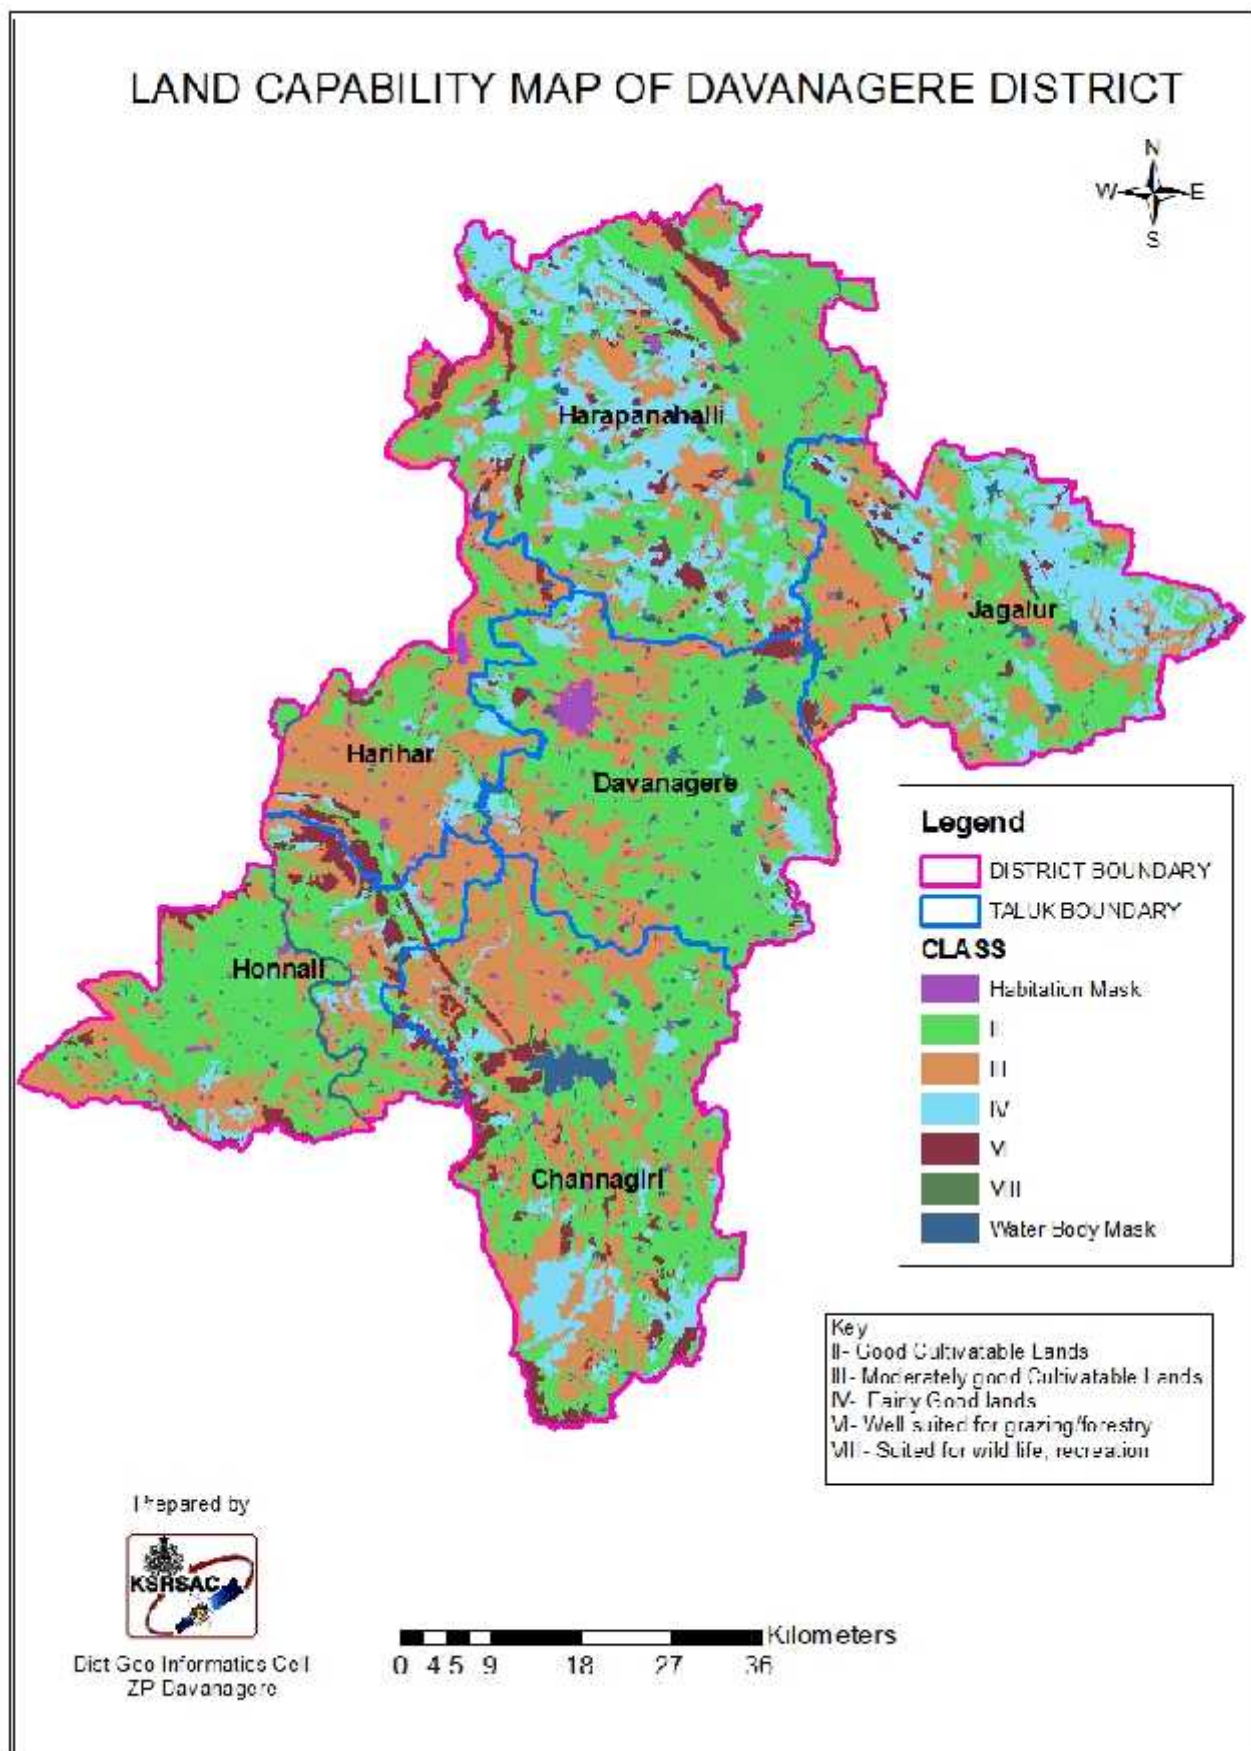 LAND CAPABILITY MAP OF DAVANAGERE DISTRICT
N
W E
S
Harapanahalli
Jagalur
Harihar
Davanagere
Honnali
Channagiri
Legend
DISTRICT BOUNDARY
TALUK BOUNDARY
CLASS
Habitation Mask
II
III
IV
VI
VIII
Water Body Mask
Key
II- Good Cultivatable Lands
III- Moderately good Cultivatable Lands
IV- Fairly Good lands
VI- Well suited for grazing/forestry
VIII- Suited for wild life, recreation
Prepared by
KSRSAC
Dist Geo Informatics Cell
ZP Davanagere
Kilometers
0 4.5 9 18 27 36